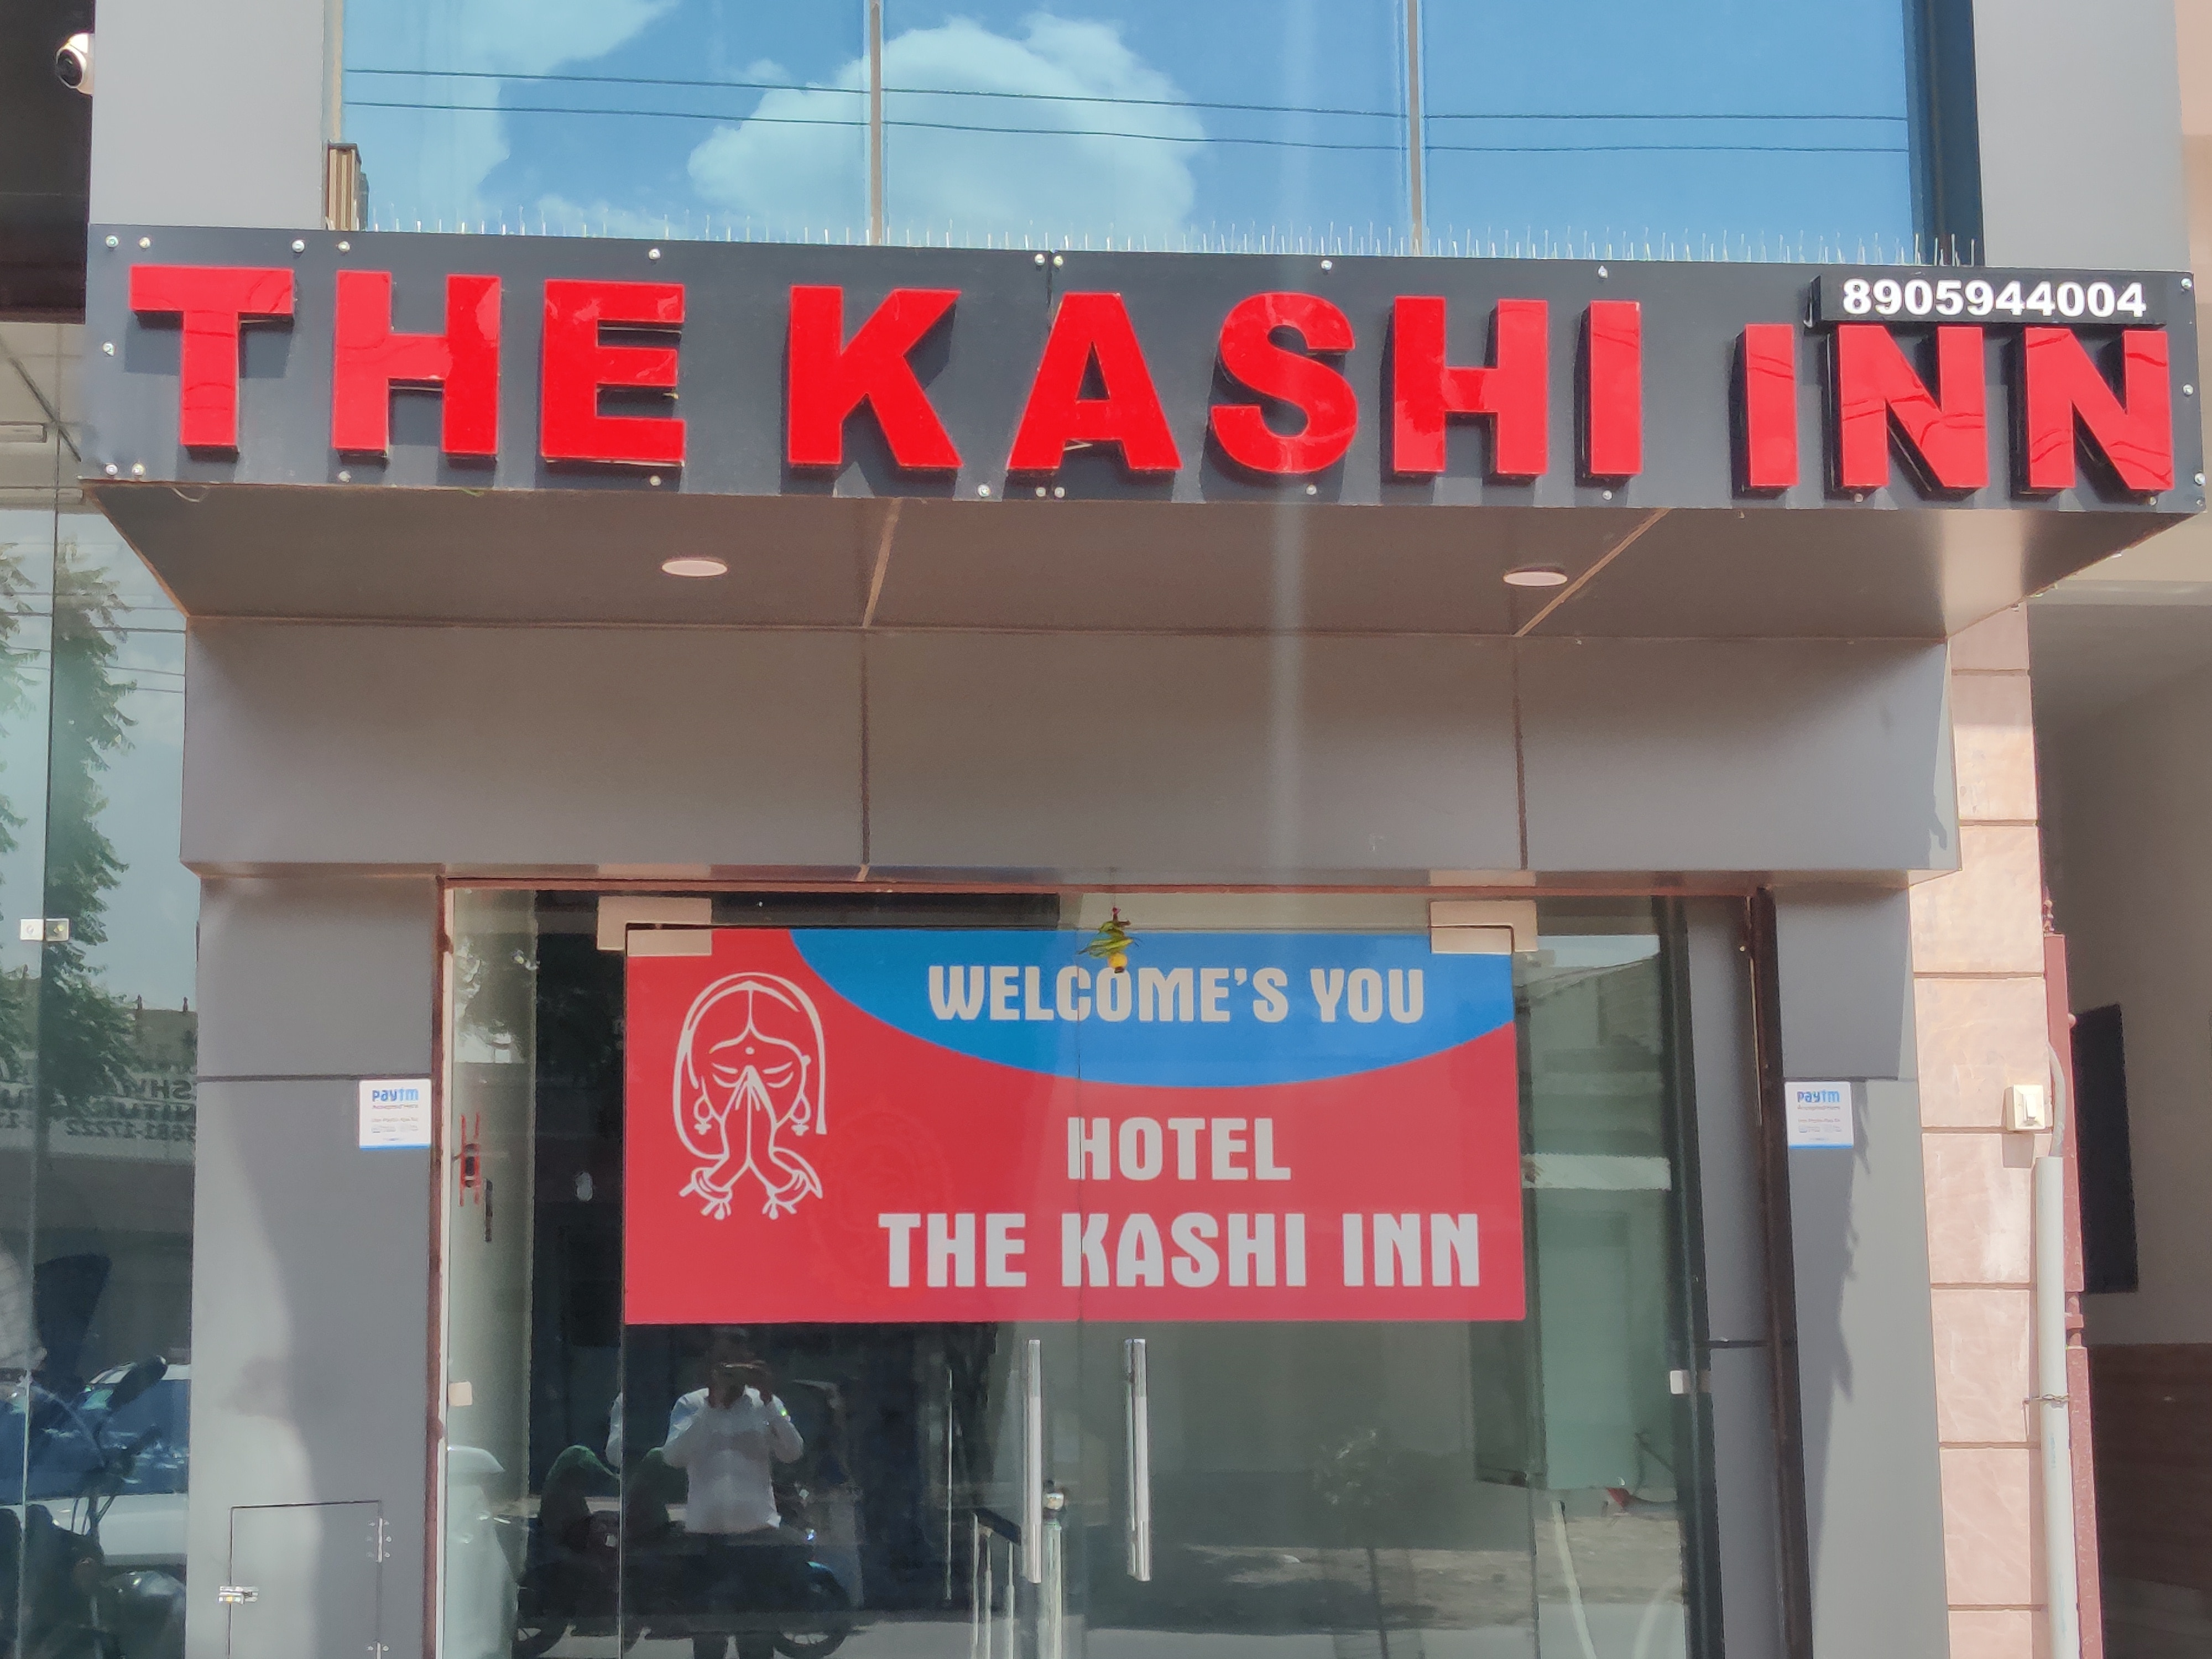 THE KASHI INN
8905944004
WELCOME'S YOU
HOTEL
THE KASHI INN
paytm
paytm